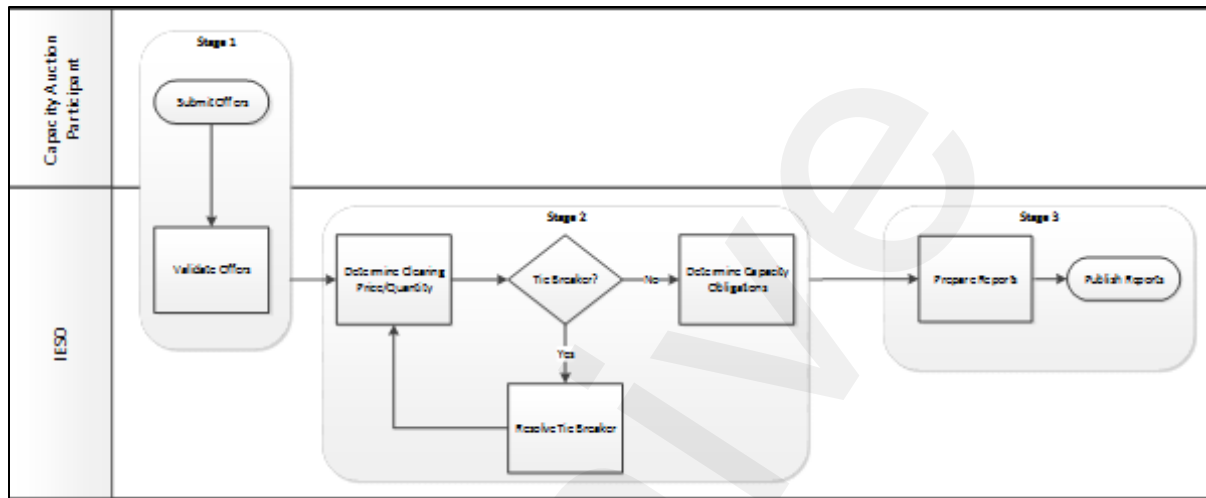 Capacity Auction
Participant
Stage 1
Submit Offers
IESO
Validate Offers
Stage 2
Determine Clearing
Price/Quantity
Tie Breaker?
No
Determine Capacity
Obligations
Yes
Resolve Tie Breaker
Stage 3
Prepare Reports
Publish Reports
ive